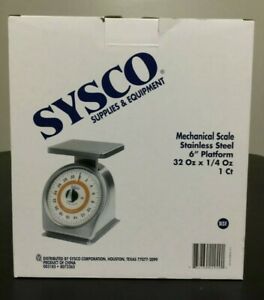 SYSCO®
SUPPLIES & EQUIPMENT
Mechanical Scale
Stainless Steel
6" Platform
32 Oz x 1/4 Oz
1 Ct
NSF
DISTRIBUTED BY SYSCO CORPORATION, HOUSTON, TEXAS 77077-2099
PRODUCT OF CHINA